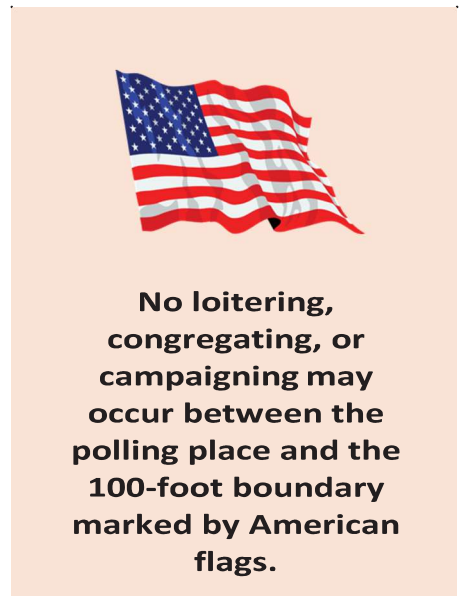 No loitering,
congregating, or
campaigning may
occur between the
polling place and the
100-foot boundary
marked by American
flags.